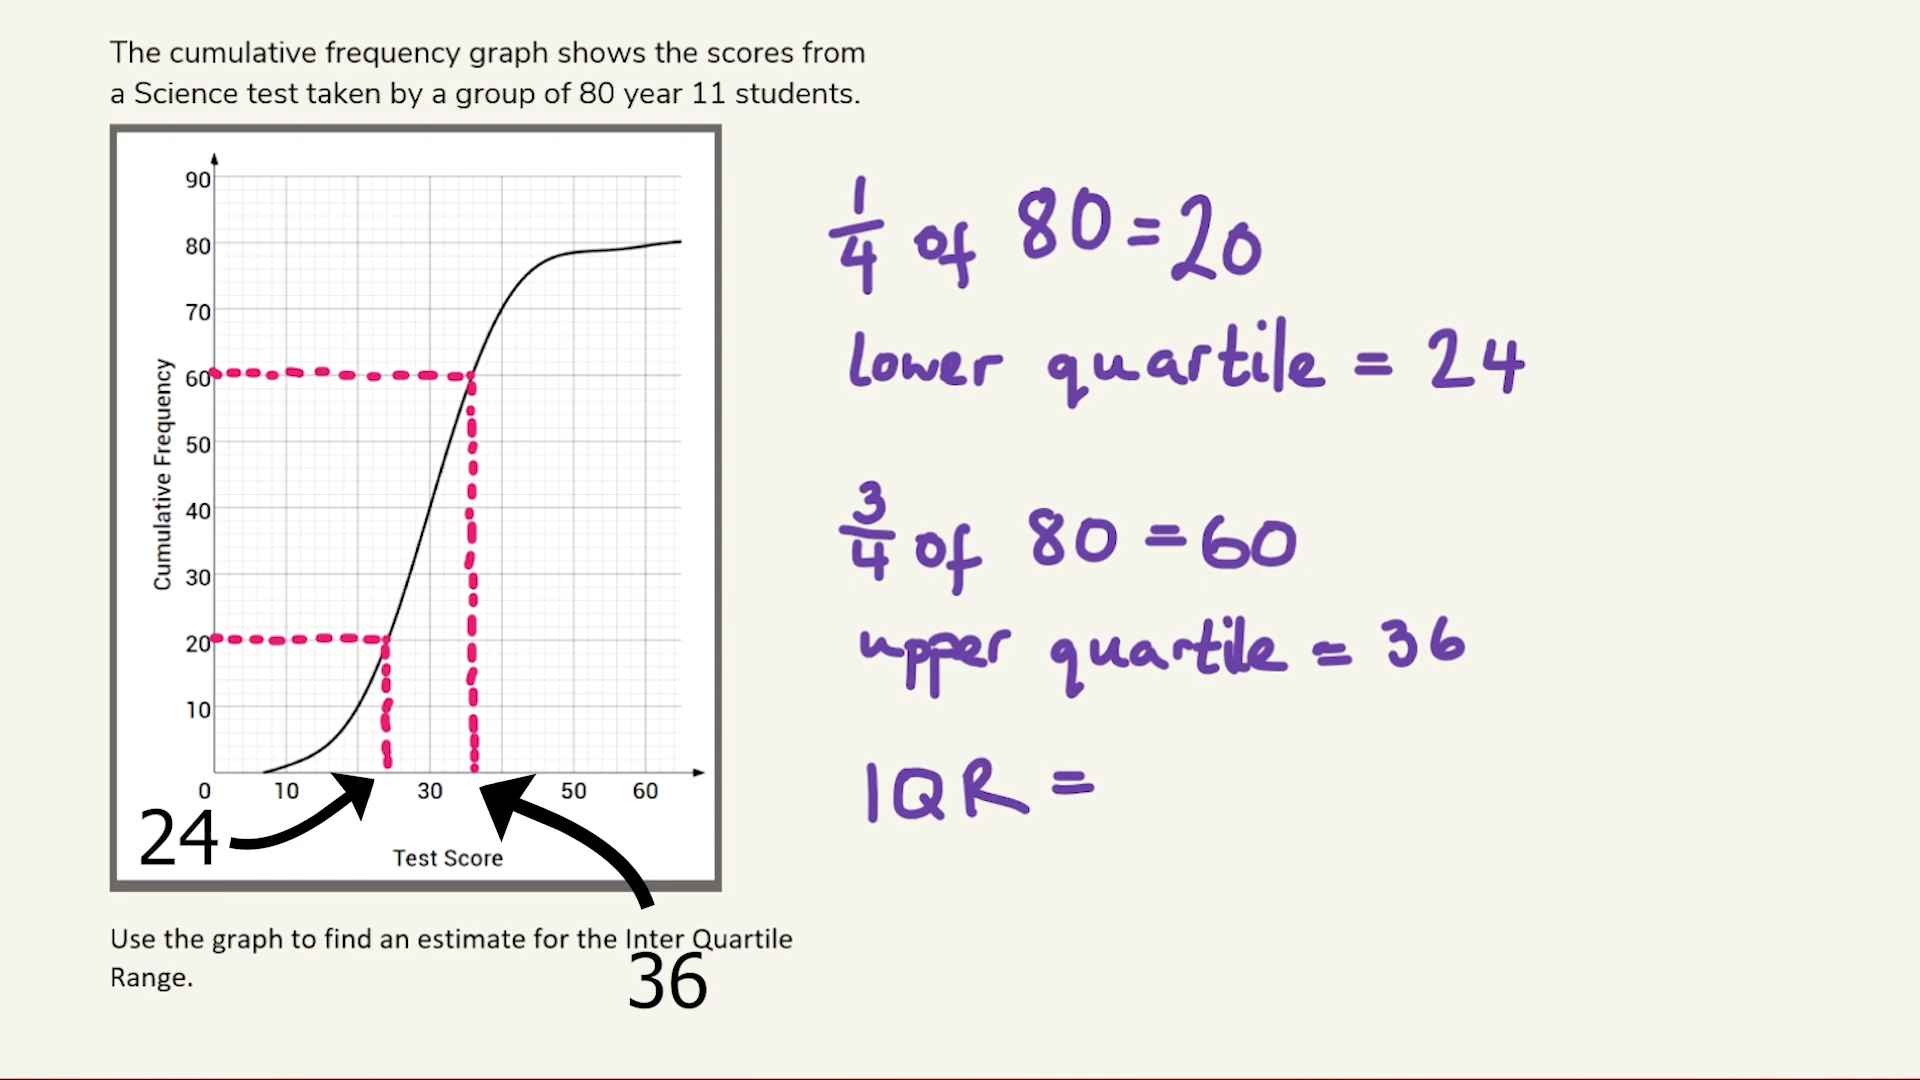 The cumulative frequency graph shows the scores from
a Science test taken by a group of 80 year 11 students.
90
80
70
60
50
40
30
20
10
Cumulative Frequency
0 10 30 50 60
24
Test Score
Use the graph to find an estimate for the Inter Quartile
Range.
36
1/4 of 80 = 20
lower quartile = 24
3/4 of 80 = 60
upper quartile = 36
IQR =